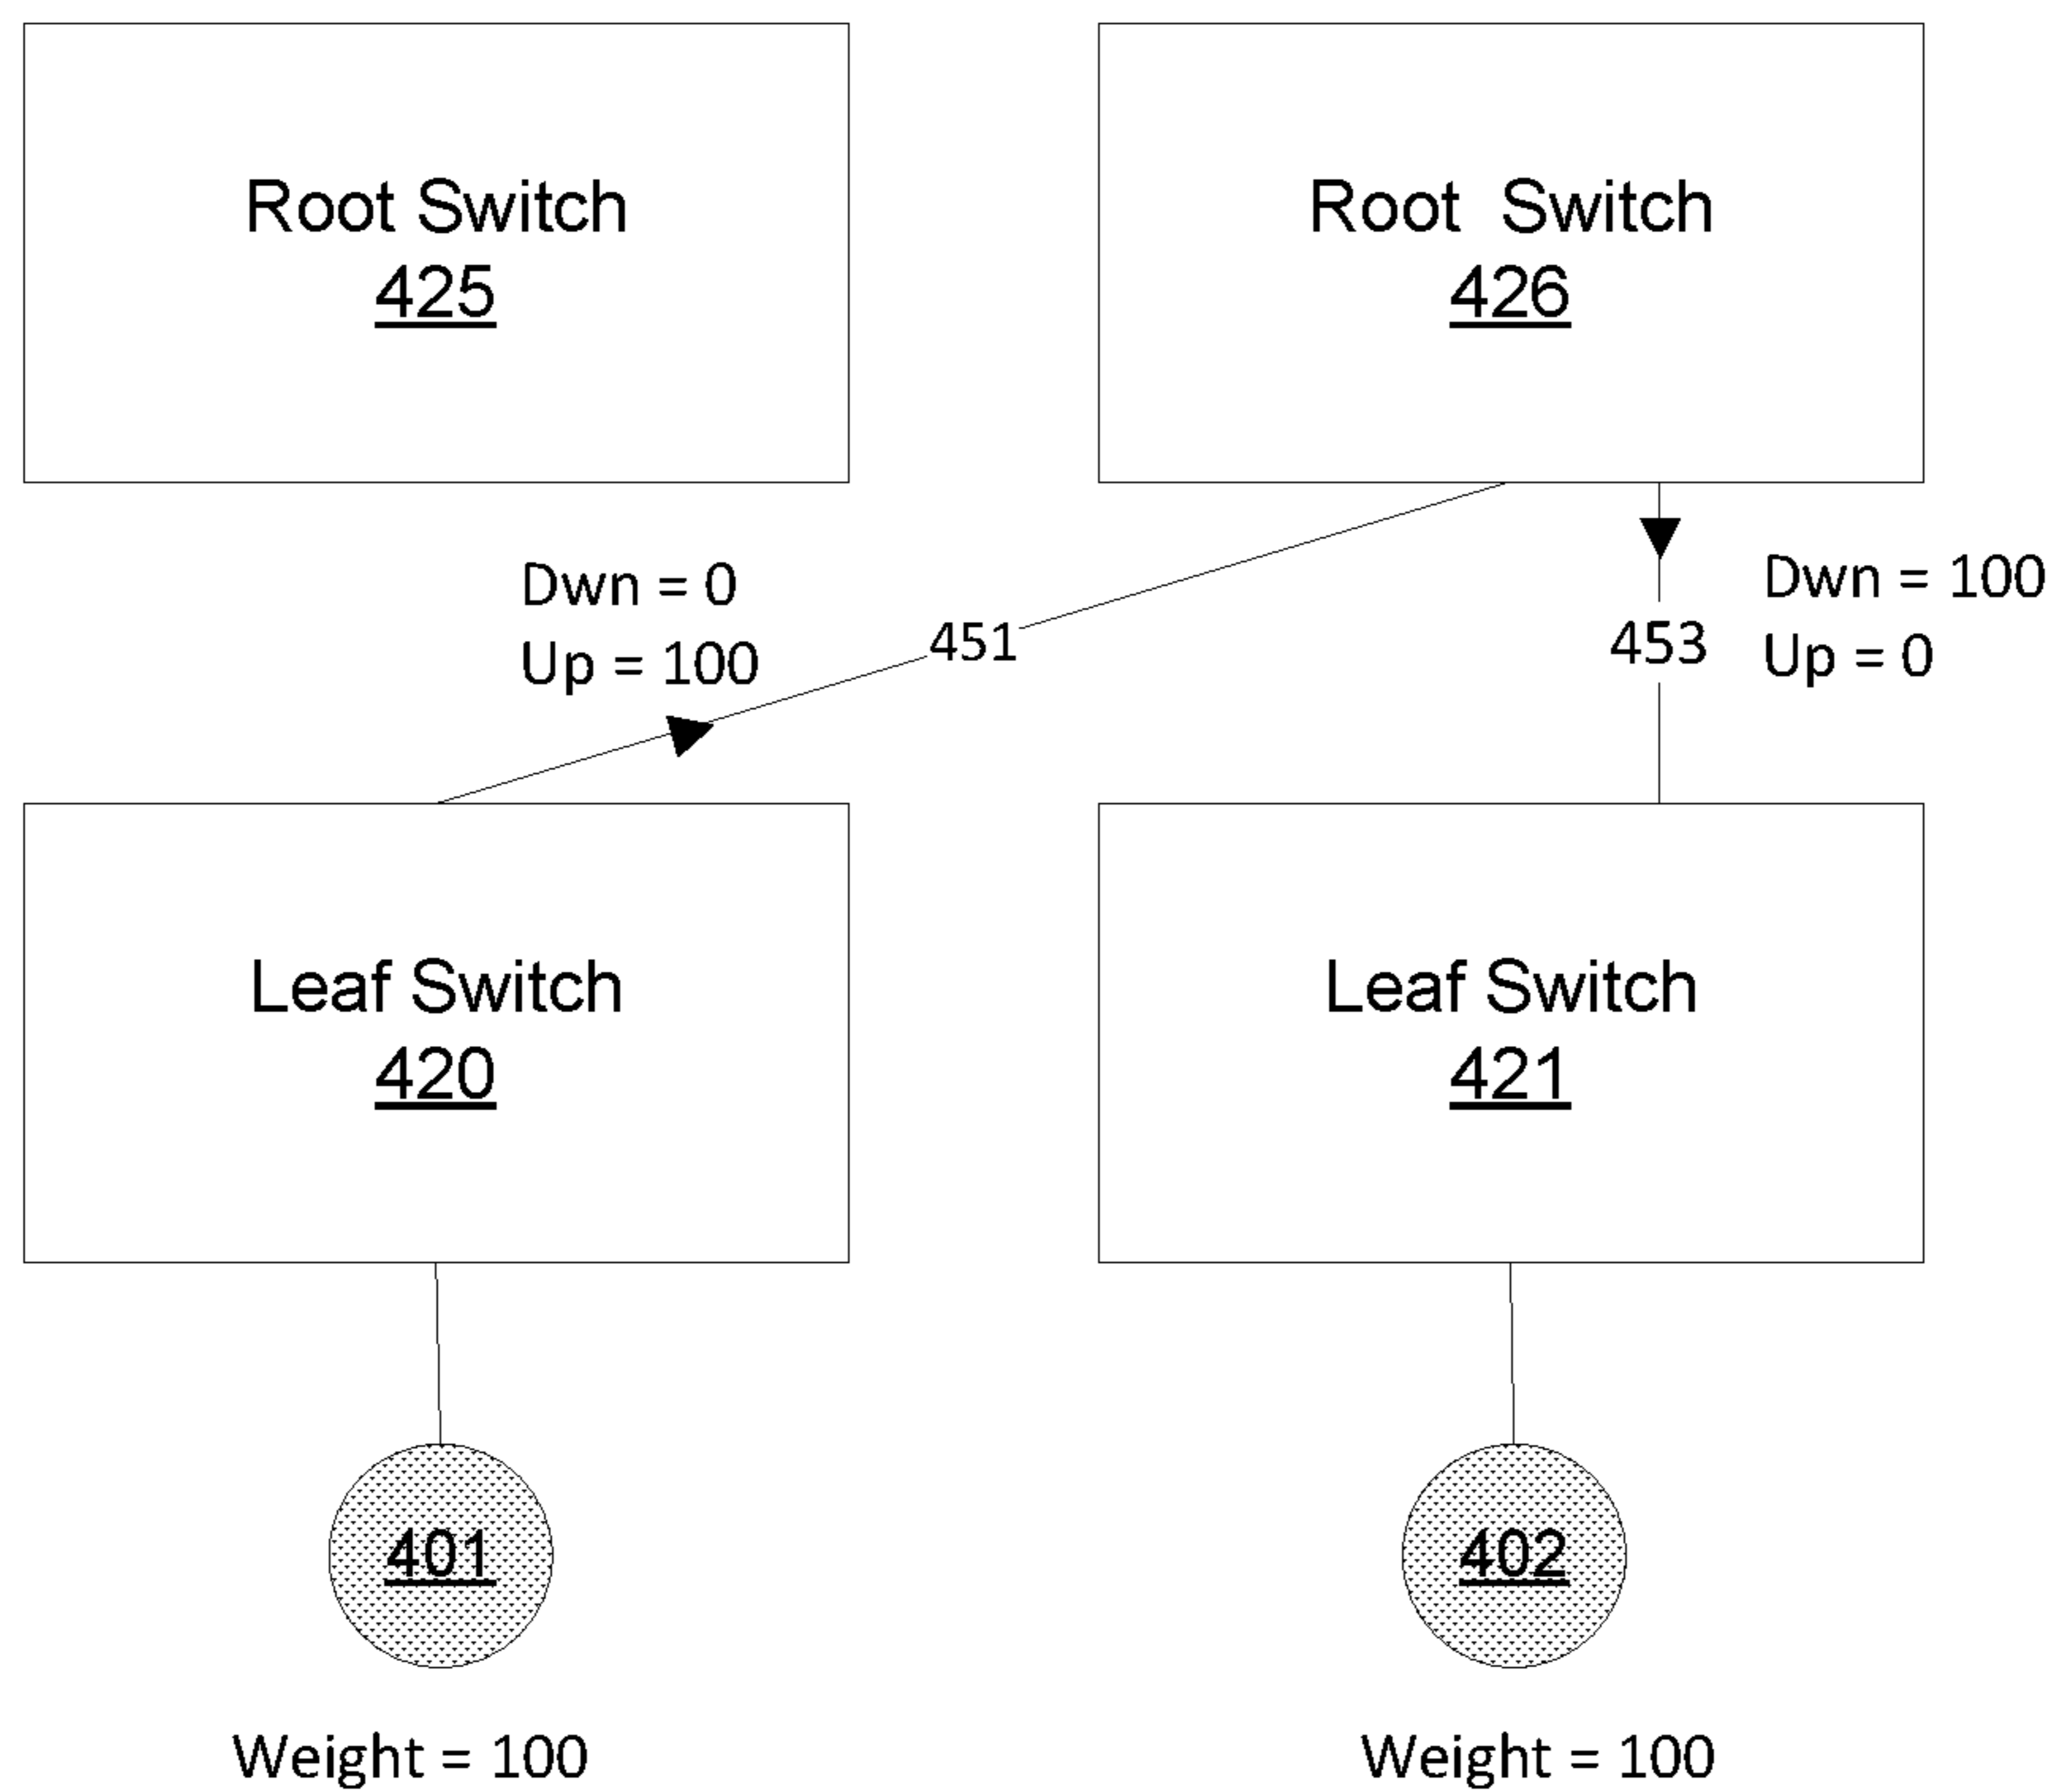 Root Switch
425
Root Switch
426
Dwn = 0
Up = 100
451
453
Dwn = 100
Up = 0
Leaf Switch
420
Leaf Switch
421
401
402
Weight = 100
Weight = 100